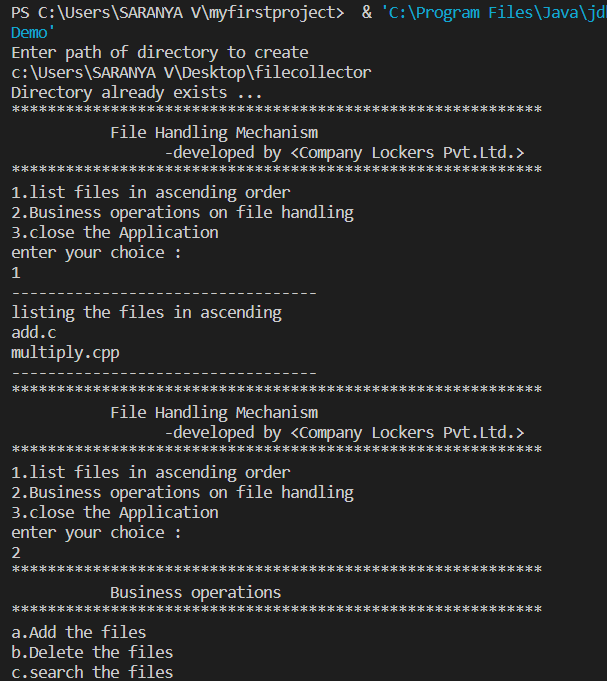 PS C:\Users\SARANYA V\myfirstproject>  & 'C:\Program Files\Java\jd
Demo'
Enter path of directory to create
c:\Users\SARANYA V\Desktop\filecollector
Directory already exists ...
***********************************************************
           File Handling Mechanism
                 -developed by <Company Lockers Pvt.Ltd.>
***********************************************************
1.list files in ascending order
2.Business operations on file handling
3.close the Application
enter your choice :
1
----------------------------------
listing the files in ascending
add.c
multiply.cpp
----------------------------------
***********************************************************
           File Handling Mechanism
                 -developed by <Company Lockers Pvt.Ltd.>
***********************************************************
1.list files in ascending order
2.Business operations on file handling
3.close the Application
enter your choice :
2
***********************************************************
           Business operations
***********************************************************
a.Add the files
b.Delete the files
c.search the files